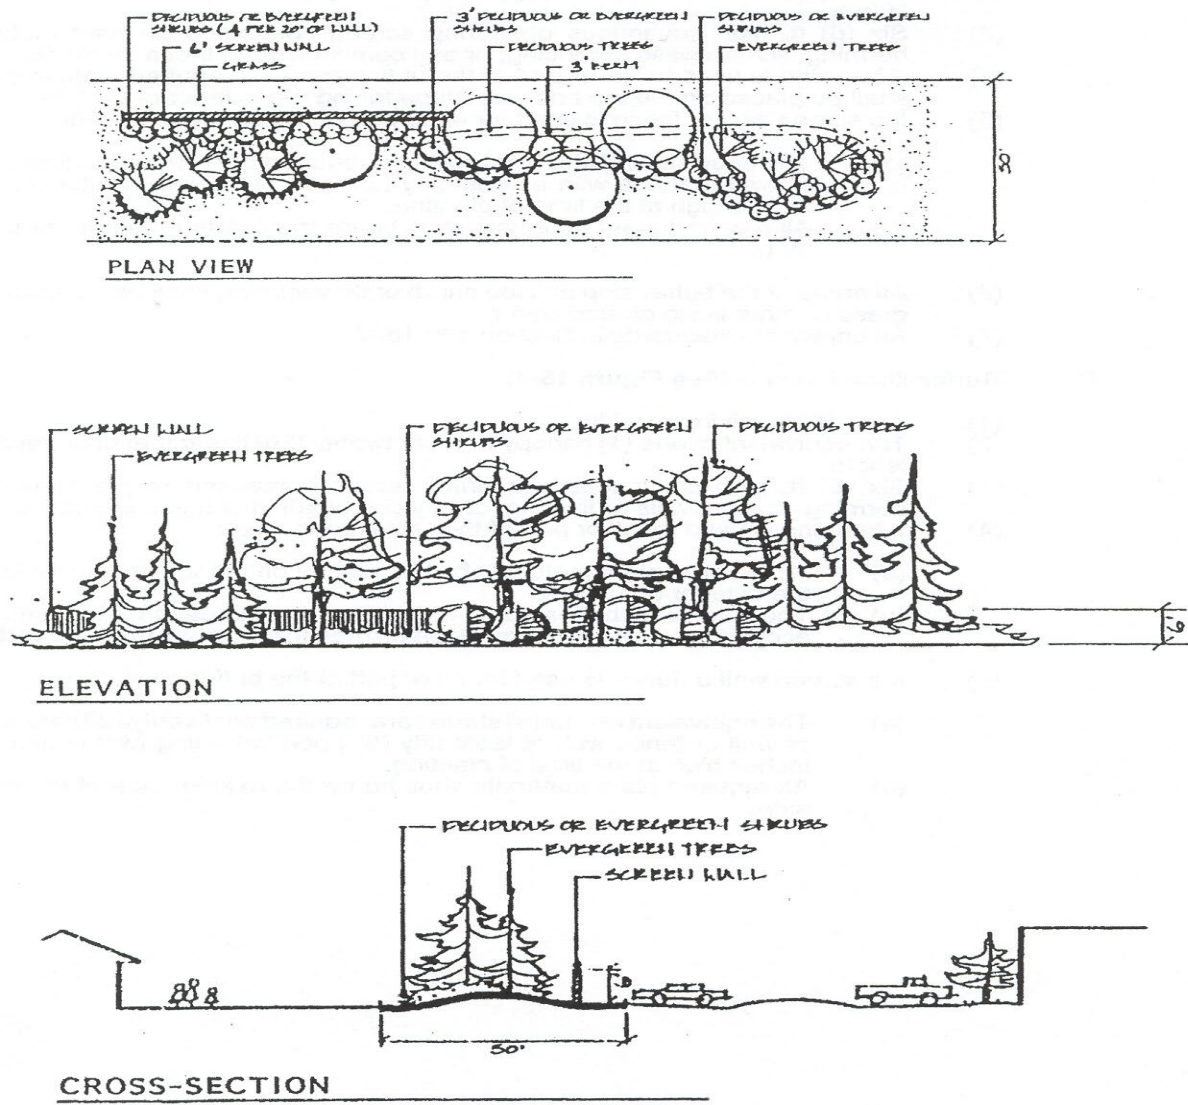 DECIDUOUS OR EVERGREEN
SHRUBS (4 PER 20' OF WALL)
6' SCREEN WALL
GRASS
3' DECIDUOUS OR EVERGREEN
SHRUBS
DECIDUOUS TREES
3' BERM
DECIDUOUS OR EVERGREEN
SHRUBS
EVERGREEN TREES
50'
PLAN VIEW
SCREEN WALL
EVERGREEN TREES
DECIDUOUS OR EVERGREEN
SHRUBS
DECIDUOUS TREES
6'
ELEVATION
DECIDUOUS OR EVERGREEN SHRUBS
EVERGREEN TREES
SCREEN WALL
50'
CROSS-SECTION